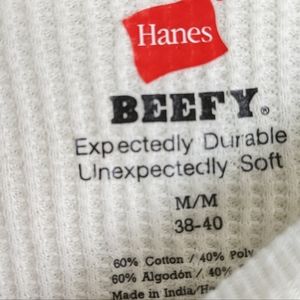 Hanes
BEEFY®
Expectedly Durable
Unexpectedly Soft
M/M
38-40
60% Cotton / 40% Poly
60% Algodón / 40%
Made in India/